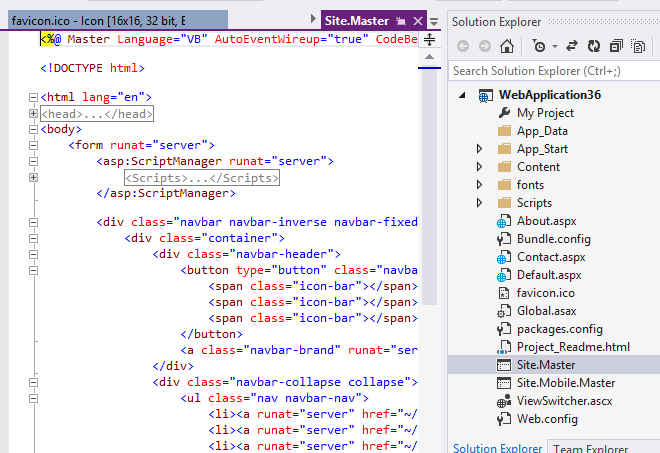 favicon.ico - Icon [16x16, 32 bit, E
Site.Master
<%@ Master Language="VB" AutoEventWireup="true" CodeBe
<!DOCTYPE html>
<html lang="en">
<head>...</head>
<body>
<form runat="server">
<asp:ScriptManager runat="server">
<Scripts>...</Scripts>
</asp:ScriptManager>
<div class="navbar navbar-inverse navbar-fixed
<div class="container">
<div class="navbar-header">
<button type="button" class="navba
<span class="icon-bar"></span>
<span class="icon-bar"></span>
<span class="icon-bar"></span>
</button>
<a class="navbar-brand" runat="ser
</div>
<div class="navbar-collapse collapse">
<ul class="nav navbar-nav">
<li><a runat="server" href="~/
<li><a runat="server" href="~/
<li><a runat="server" href="~/
Solution Explorer
Search Solution Explorer (Ctrl+;)
WebApplication36
My Project
App_Data
App_Start
Content
fonts
Scripts
About.aspx
Bundle.config
Contact.aspx
Default.aspx
favicon.ico
Global.asax
packages.config
Project_Readme.html
Site.Master
Site.Mobile.Master
ViewSwitcher.ascx
Web.config
Solution Explorer
Team Explorer